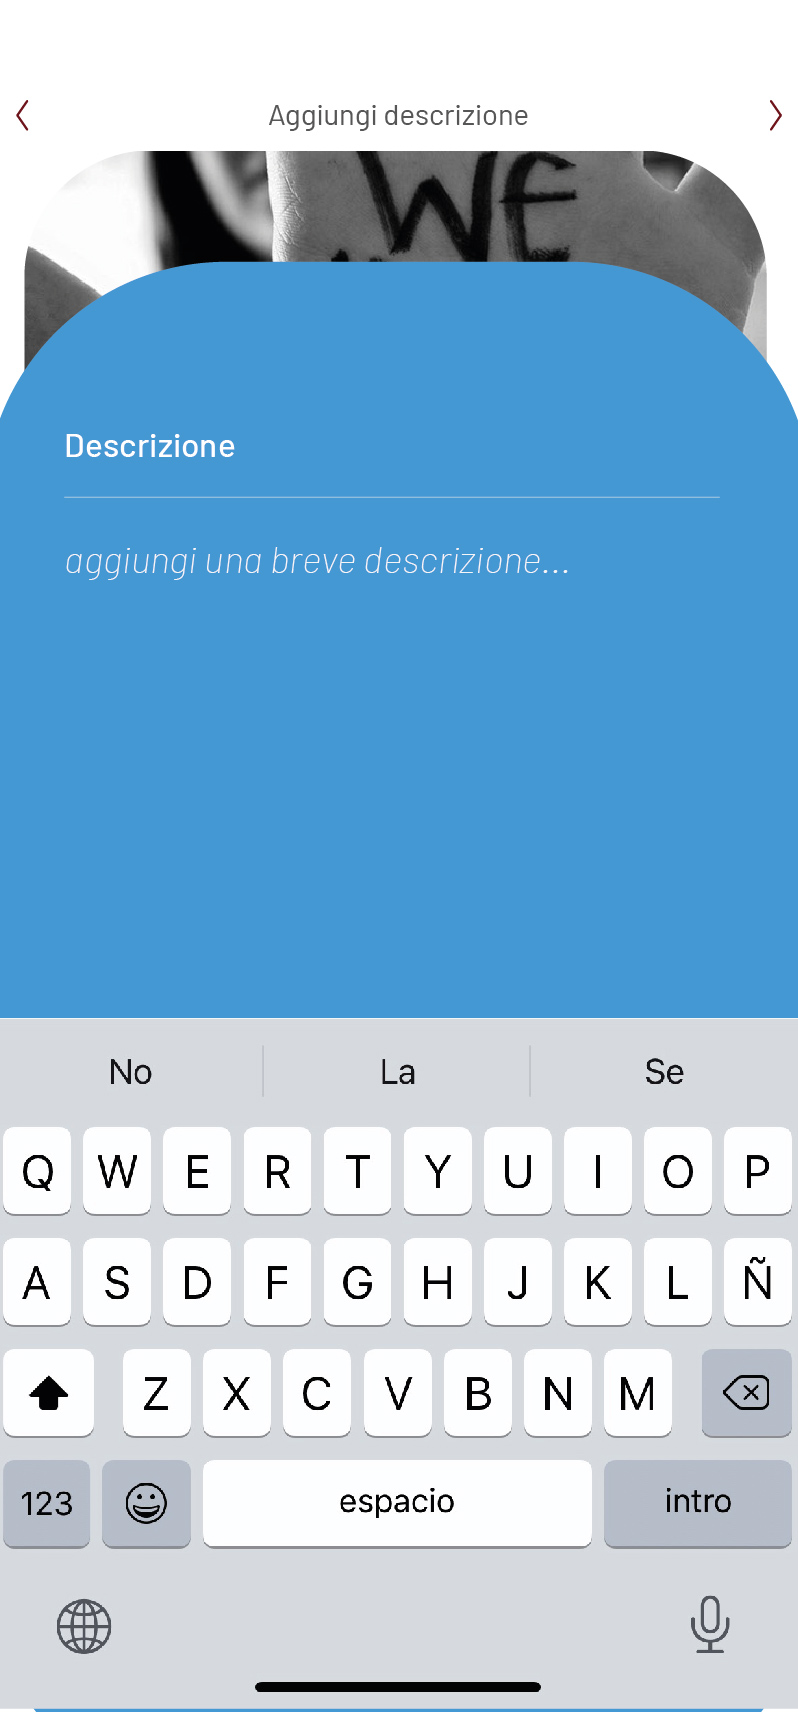 Aggiungi descrizione
WE
Descrizione
aggiungi una breve descrizione...
No La Se
Q W E R T Y U I O P
A S D F G H J K L Ñ
Z X C V B N M
123 espacio intro